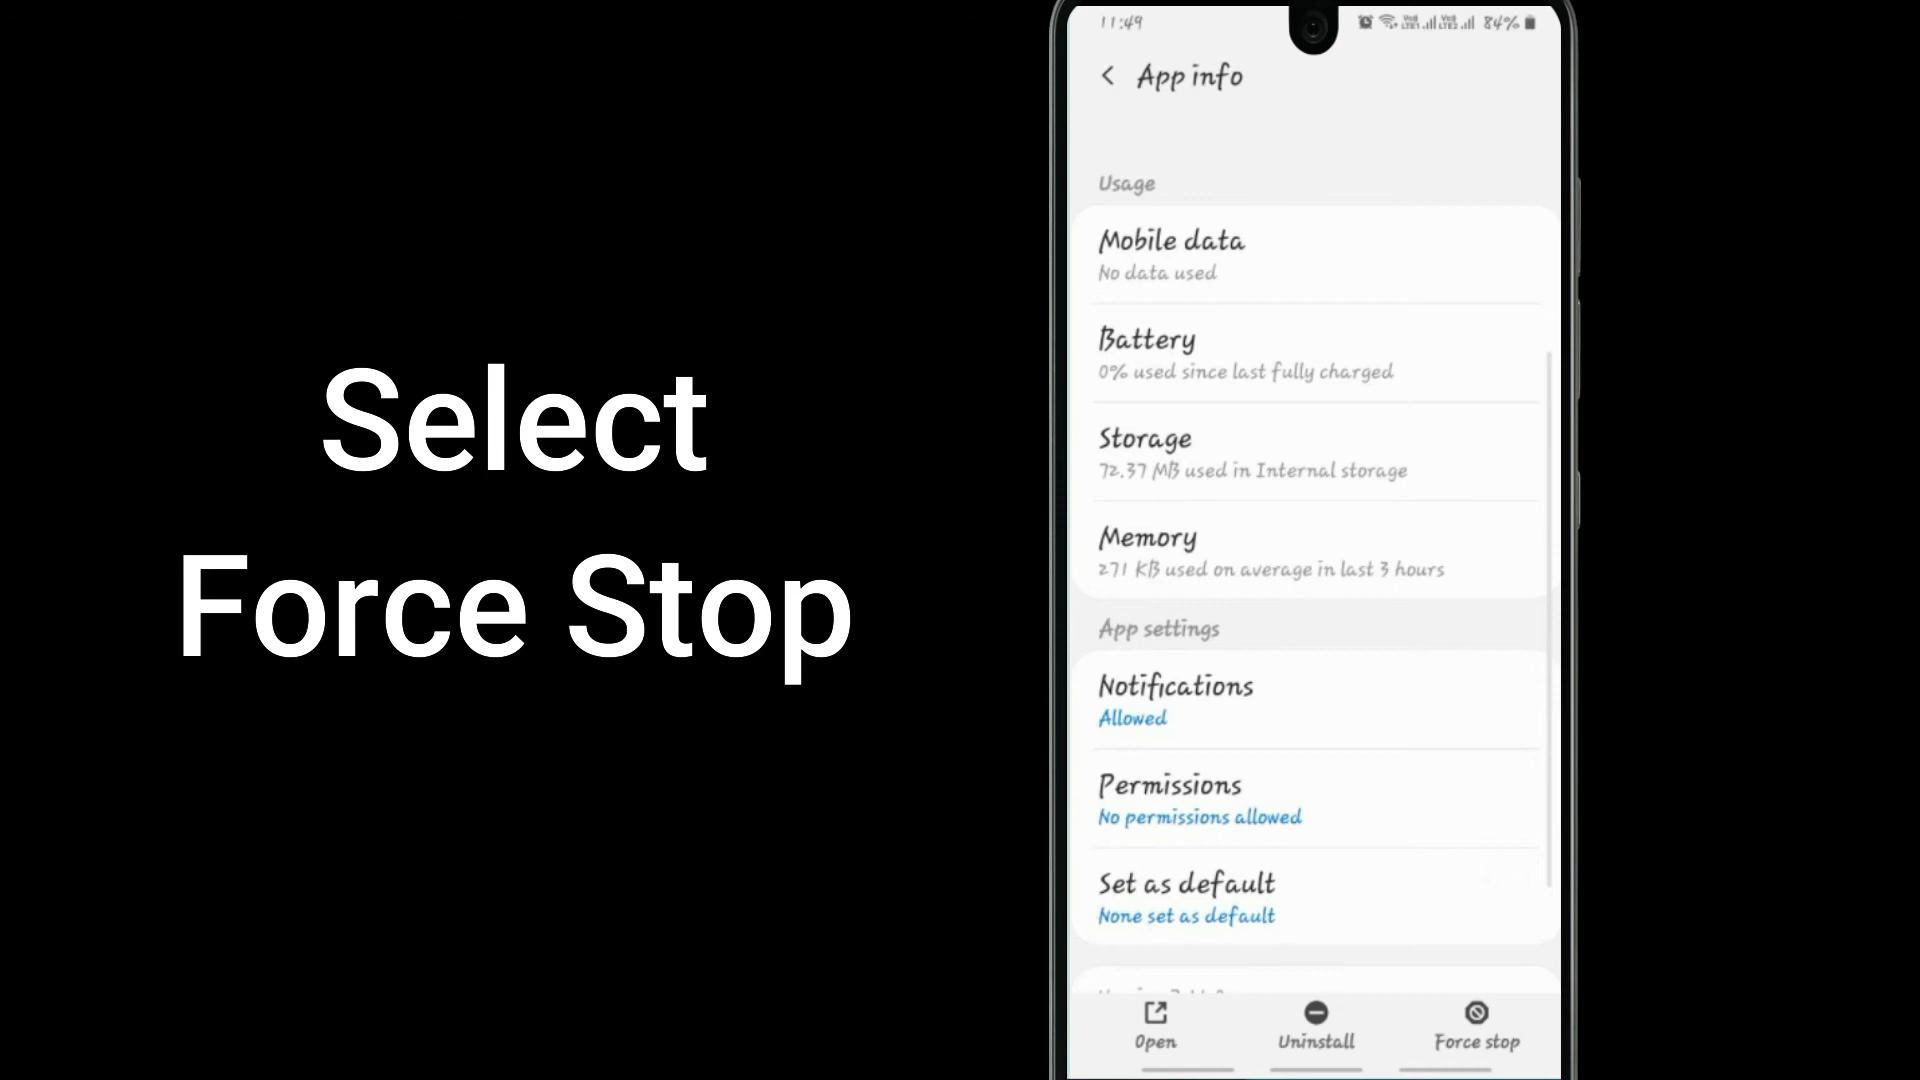 Select
Force Stop
11:49
84%
App info
Usage
Mobile data
No data used
Battery
0% used since last fully charged
Storage
72.37 MB used in Internal storage
Memory
271 KB used on average in last 3 hours
App settings
Notifications
Allowed
Permissions
No permissions allowed
Set as default
None set as default
Open
Uninstall
Force stop